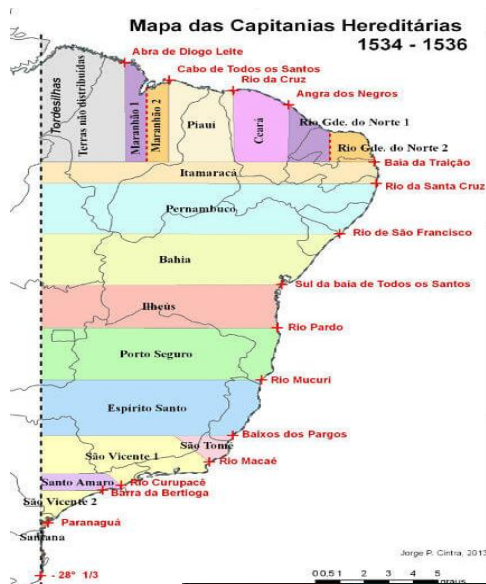 Mapa das Capitanias Hereditárias
1534 - 1536
Abra de Diogo Leite
Cabo de Todos os Santos
Rio da Cruz
Angra dos Negros
Tordesilhas
Terras não distribuidas
Maranhão 1
Maranhão 2
Piauí
Ceará
Rio Gde. do Norte 1
Rio Gde. do Norte 2
Baia da Traição
Itamaracá
Rio da Santa Cruz
Pernambuco
Rio de São Francisco
Bahia
Sul da baia de Todos os Santos
Ilheús
Rio Pardo
Porto Seguro
Rio Mucuri
Espírito Santo
Baixos dos Pargos
São Tomé
São Vicente 1
Rio Macaé
Santo Amaro
Rio Curupacê
Barra da Bertioga
São Vicente 2
Paranaguá
Santana
Jorge P. Cintra, 2013
- 28° 1/3
0 0.5 1 2 3 4 5
graus